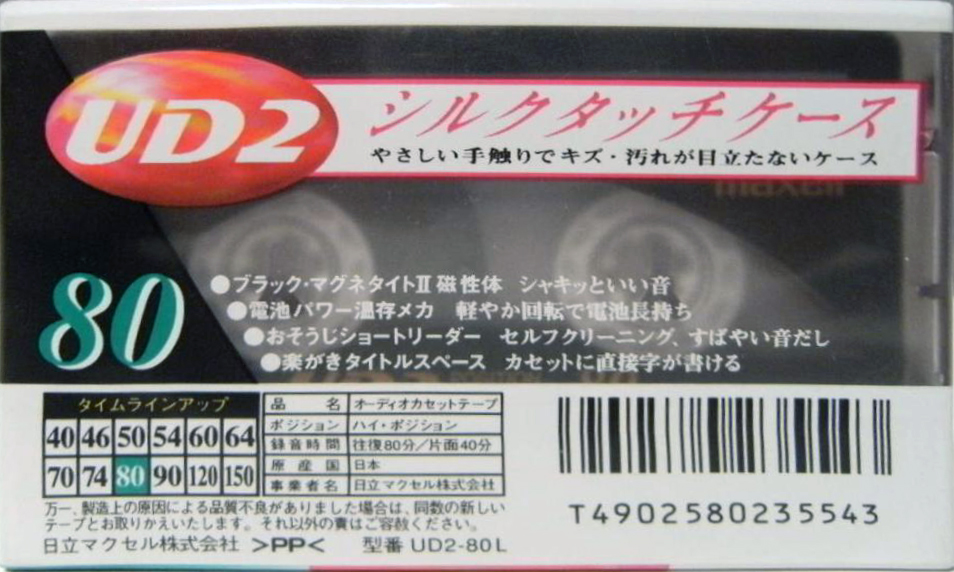 UD2
シルクタッチケース
やさしい手触りでキズ・汚れが目立たないケース
maxell
80
●ブラック・マグネタイトⅡ磁性体 シャキッといい音
●電池パワー温存メカ 軽やか回転で電池長持ち
●おそうじショートリーダー セルフクリーニング、すばやい音だし
●楽がきタイトルスペース カセットに直接字が書ける
タイムラインアップ
40 46 50 54 60 64
70 74 80 90 120 150
品名 オーディオカセットテープ
ポジション ハイ・ポジション
録音時間 往復80分/片面40分
原産国 日本
事業者名 日立マクセル株式会社
万一、製造上の原因による品質不良がありました場合は、同数の新しい
テープとお取りかえいたします。それ以外の責はご容赦ください。
日立マクセル株式会社 >PP< 型番 UD2-80L
T4902580235543